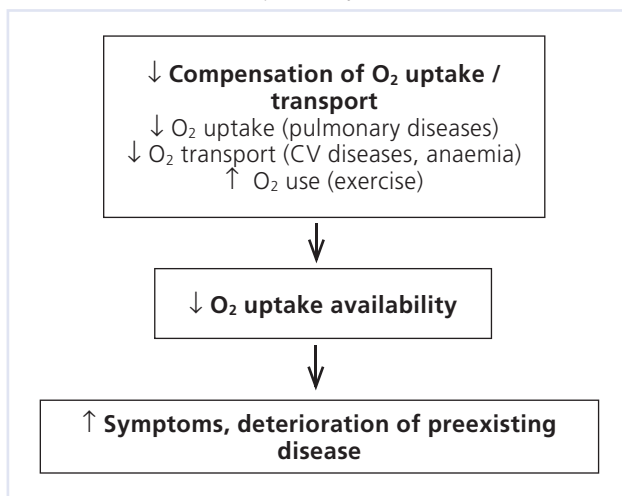 ↓ Compensation of O₂ uptake /
transport
↓ O₂ uptake (pulmonary diseases)
↓ O₂ transport (CV diseases, anaemia)
↑ O₂ use (exercise)
↓ O₂ uptake availability
↑ Symptoms, deterioration of preexisting
disease